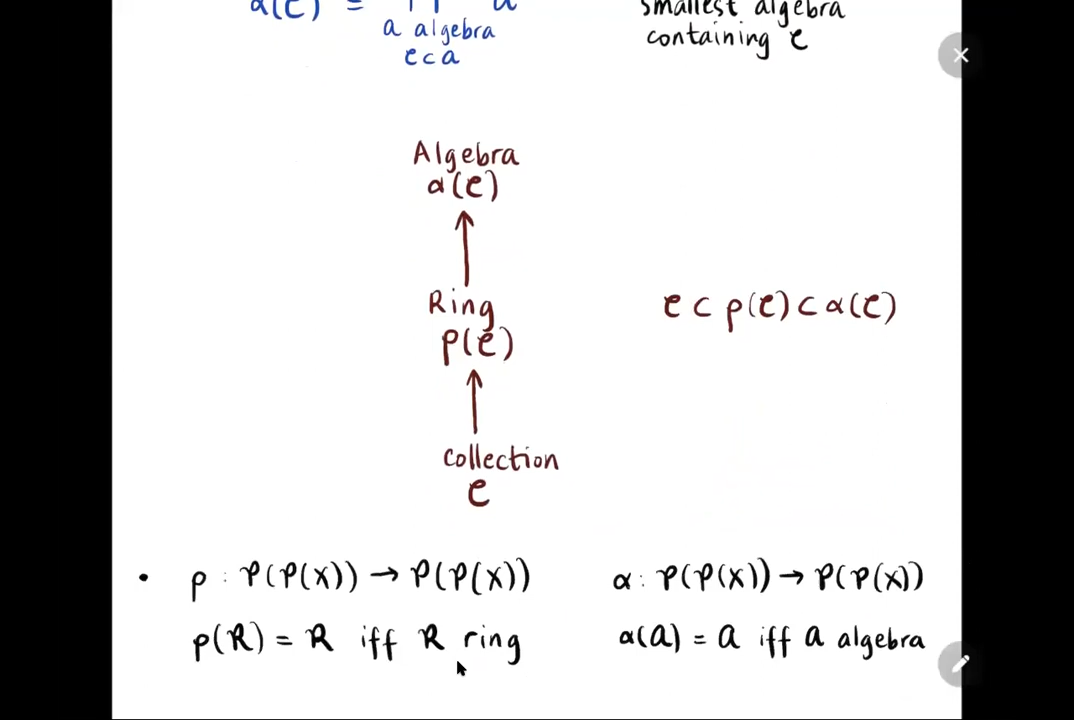 α(𝒞) = ∩ 𝒜
smallest algebra
𝒜 algebra
containing 𝒞
𝒞 ⊂ 𝒜
Algebra
α(𝒞)
Ring
ρ(𝒞)
𝒞 ⊂ ρ(𝒞) ⊂ α(𝒞)
Collection
𝒞
• ρ : 𝒫(𝒫(X)) → 𝒫(𝒫(X))
α : 𝒫(𝒫(X)) → 𝒫(𝒫(X))
ρ(ℛ) = ℛ iff ℛ ring
α(𝒜) = 𝒜 iff 𝒜 algebra